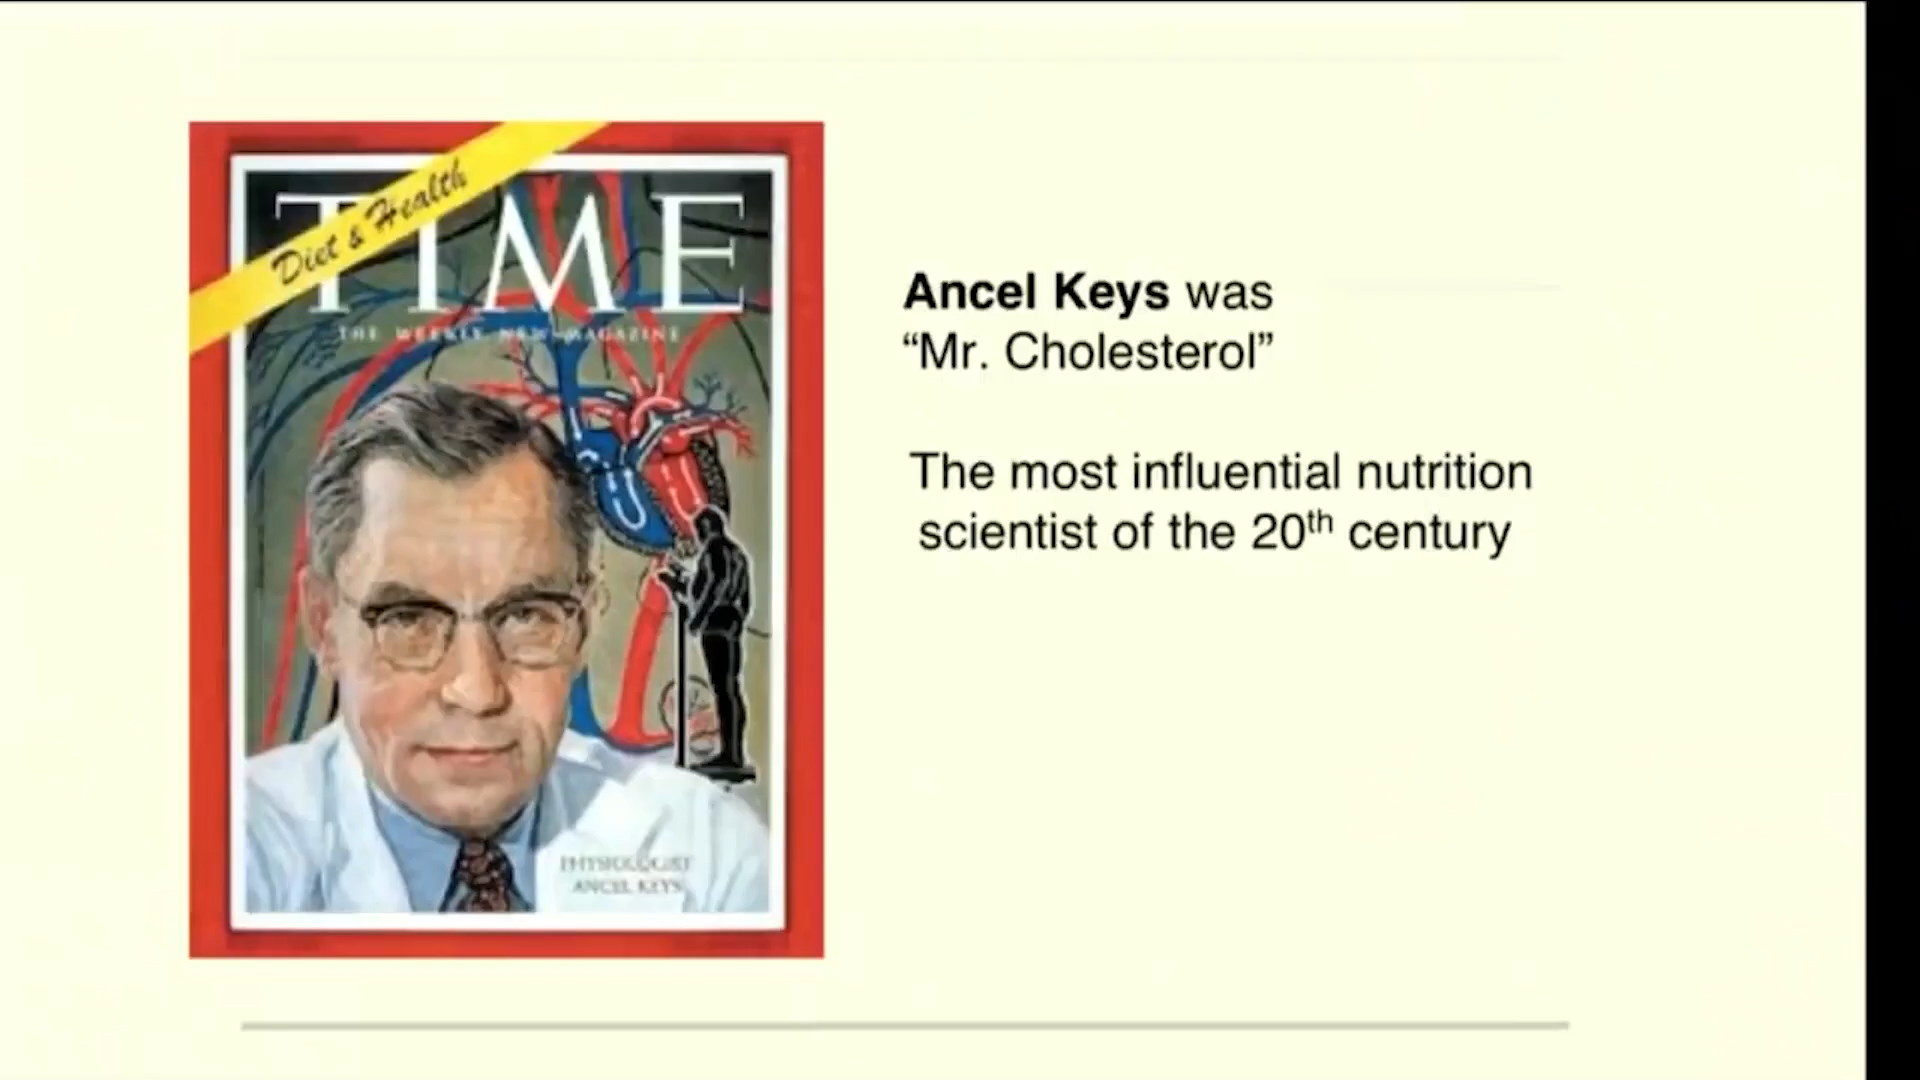 Diet & Health
TIME
THE WEEKLY NEWSMAGAZINE
PHYSIOLOGIST
ANCEL KEYS
Ancel Keys was
“Mr. Cholesterol”
The most influential nutrition
scientist of the 20th century